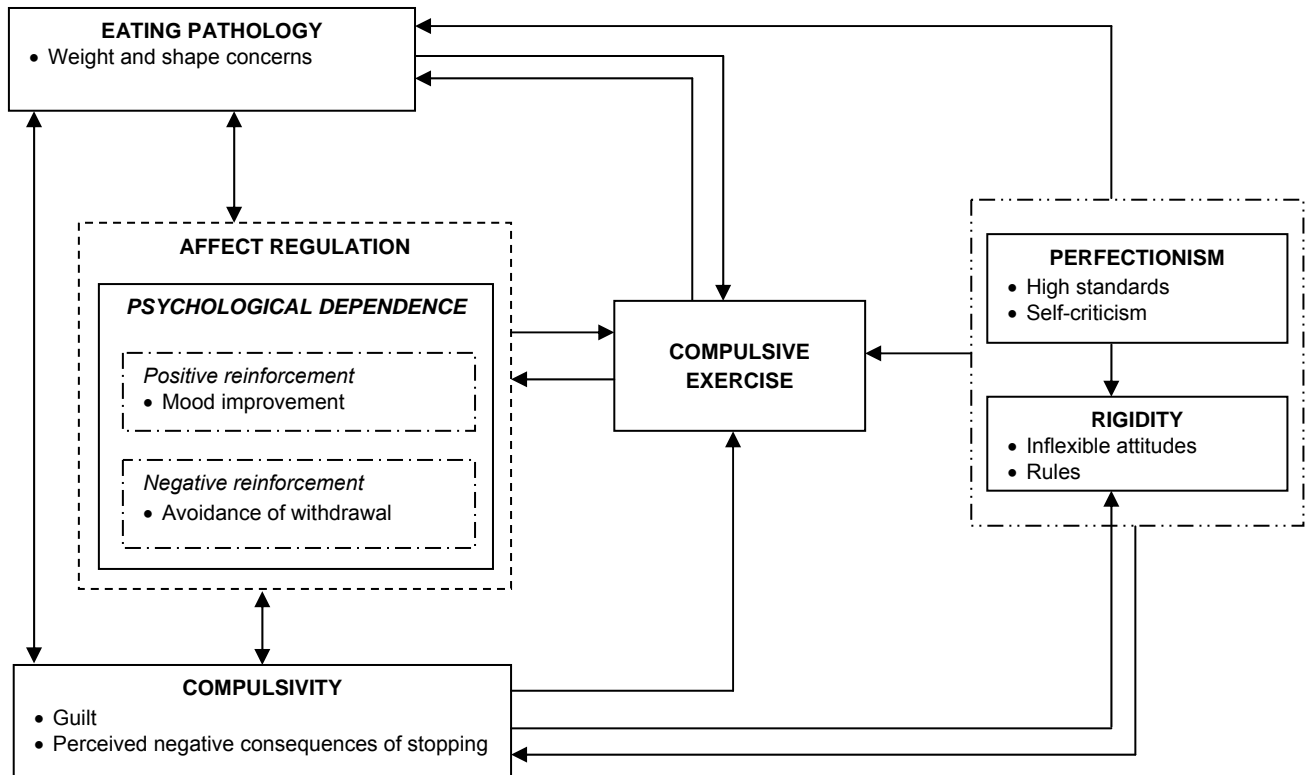 EATING PATHOLOGY
• Weight and shape concerns
AFFECT REGULATION
PSYCHOLOGICAL DEPENDENCE
Positive reinforcement
• Mood improvement
Negative reinforcement
• Avoidance of withdrawal
COMPULSIVE
EXERCISE
PERFECTIONISM
• High standards
• Self-criticism
RIGIDITY
• Inflexible attitudes
• Rules
COMPULSIVITY
• Guilt
• Perceived negative consequences of stopping